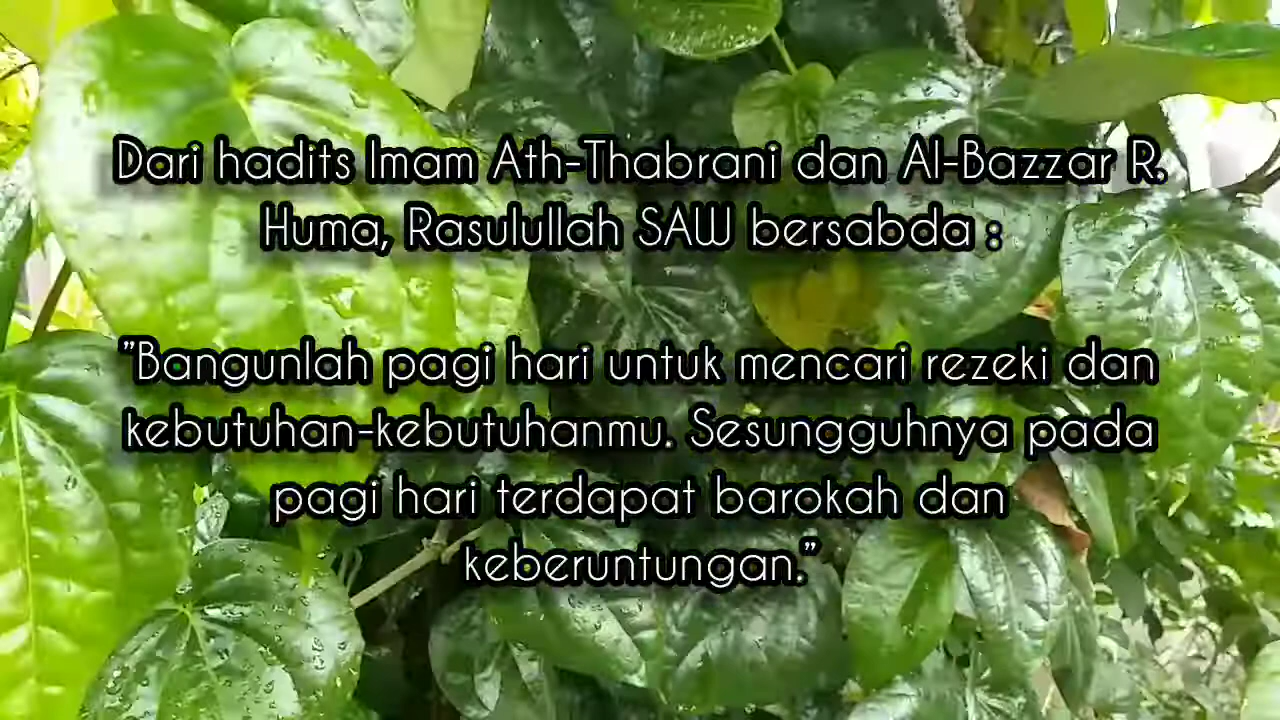 Dari hadits Imam Ath-Thabrani dan Al-Bazzar R.
Huma, Rasulullah SAW bersabda :
"Bangunlah pagi hari untuk mencari rezeki dan
kebutuhan-kebutuhanmu. Sesungguhnya pada
pagi hari terdapat barokah dan
keberuntungan."